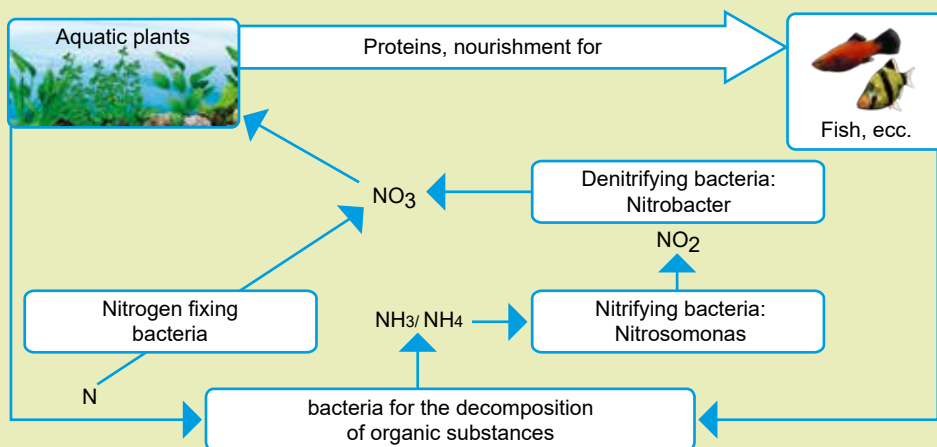 Aquatic plants
Proteins, nourishment for
Fish, ecc.
Denitrifying bacteria:
Nitrobacter
NO3
NO2
Nitrogen fixing
bacteria
NH3/ NH4
Nitrifying bacteria:
Nitrosomonas
N
bacteria for the decomposition
of organic substances